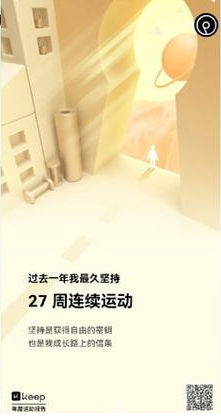 过去一年我最久坚持
27 周连续运动
坚持是获得自由的密钥
也是我成长路上的信条
keep
年度运动报告